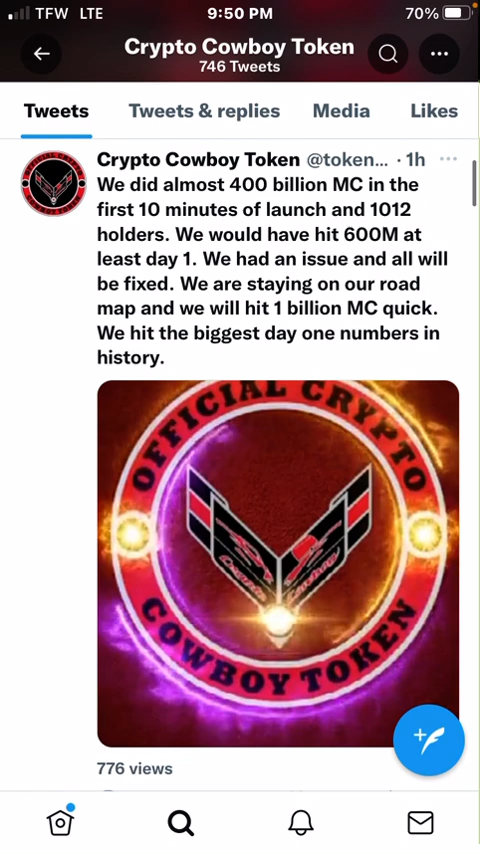 TFW LTE 9:50 PM 70%
Crypto Cowboy Token
746 Tweets
Tweets Tweets & replies Media Likes
Crypto Cowboy Token @token... · 1h
We did almost 400 billion MC in the
first 10 minutes of launch and 1012
holders. We would have hit 600M at
least day 1. We had an issue and all will
be fixed. We are staying on our road
map and we will hit 1 billion MC quick.
We hit the biggest day one numbers in
history.
OFFICIAL CRYPTO
Crypto Cowboy
COWBOY TOKEN
776 views